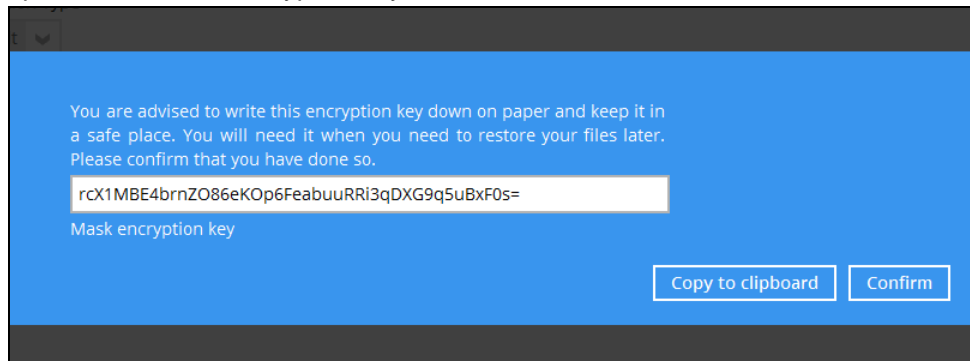 t
You are advised to write this encryption key down on paper and keep it in
a safe place. You will need it when you need to restore your files later.
Please confirm that you have done so.
rcX1MBE4brnZO86eKOp6FeabuuRRi3qDXG9q5uBxF0s=
Mask encryption key
Copy to clipboard Confirm